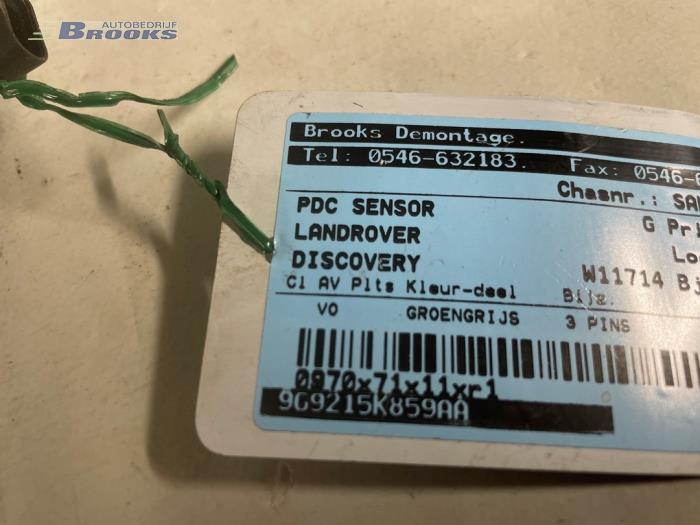 AUTOBEDRIJF
BROOKS
Brooks Demontage.
Tel: 0546-632183. Fax: 0546-
Chasnr.: SA
PDC SENSOR G Pr
LANDROVER Lo
DISCOVERY W11714 Bj
Cl AV Plts Kleur-deel Bijz.
VO GROENGRIJS 3 PINS
0970x71x11xr1
9G9215K859AA